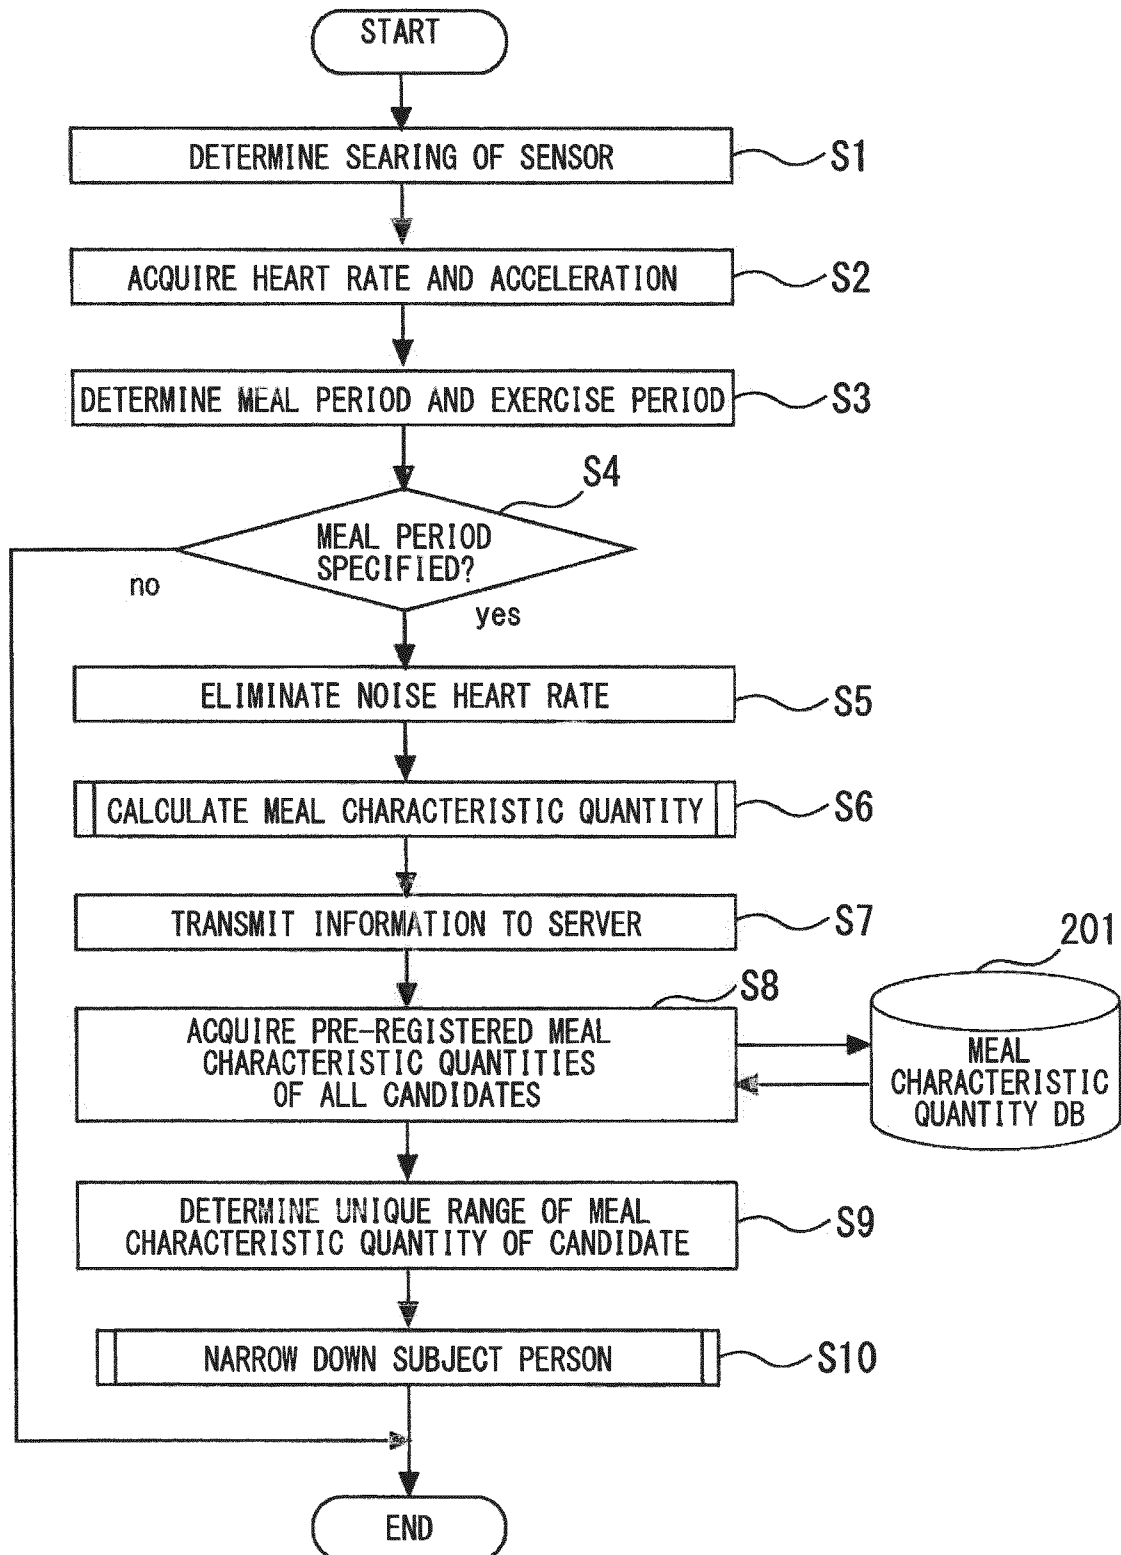 START
DETERMINE SEARING OF SENSOR
S1
ACQUIRE HEART RATE AND ACCELERATION
S2
DETERMINE MEAL PERIOD AND EXERCISE PERIOD
S3
S4
MEAL PERIOD
SPECIFIED?
no
yes
ELIMINATE NOISE HEART RATE
S5
CALCULATE MEAL CHARACTERISTIC QUANTITY
S6
TRANSMIT INFORMATION TO SERVER
S7
S8
ACQUIRE PRE-REGISTERED MEAL
CHARACTERISTIC QUANTITIES
OF ALL CANDIDATES
201
MEAL
CHARACTERISTIC
QUANTITY DB
DETERMINE UNIQUE RANGE OF MEAL
CHARACTERISTIC QUANTITY OF CANDIDATE
S9
NARROW DOWN SUBJECT PERSON
S10
END